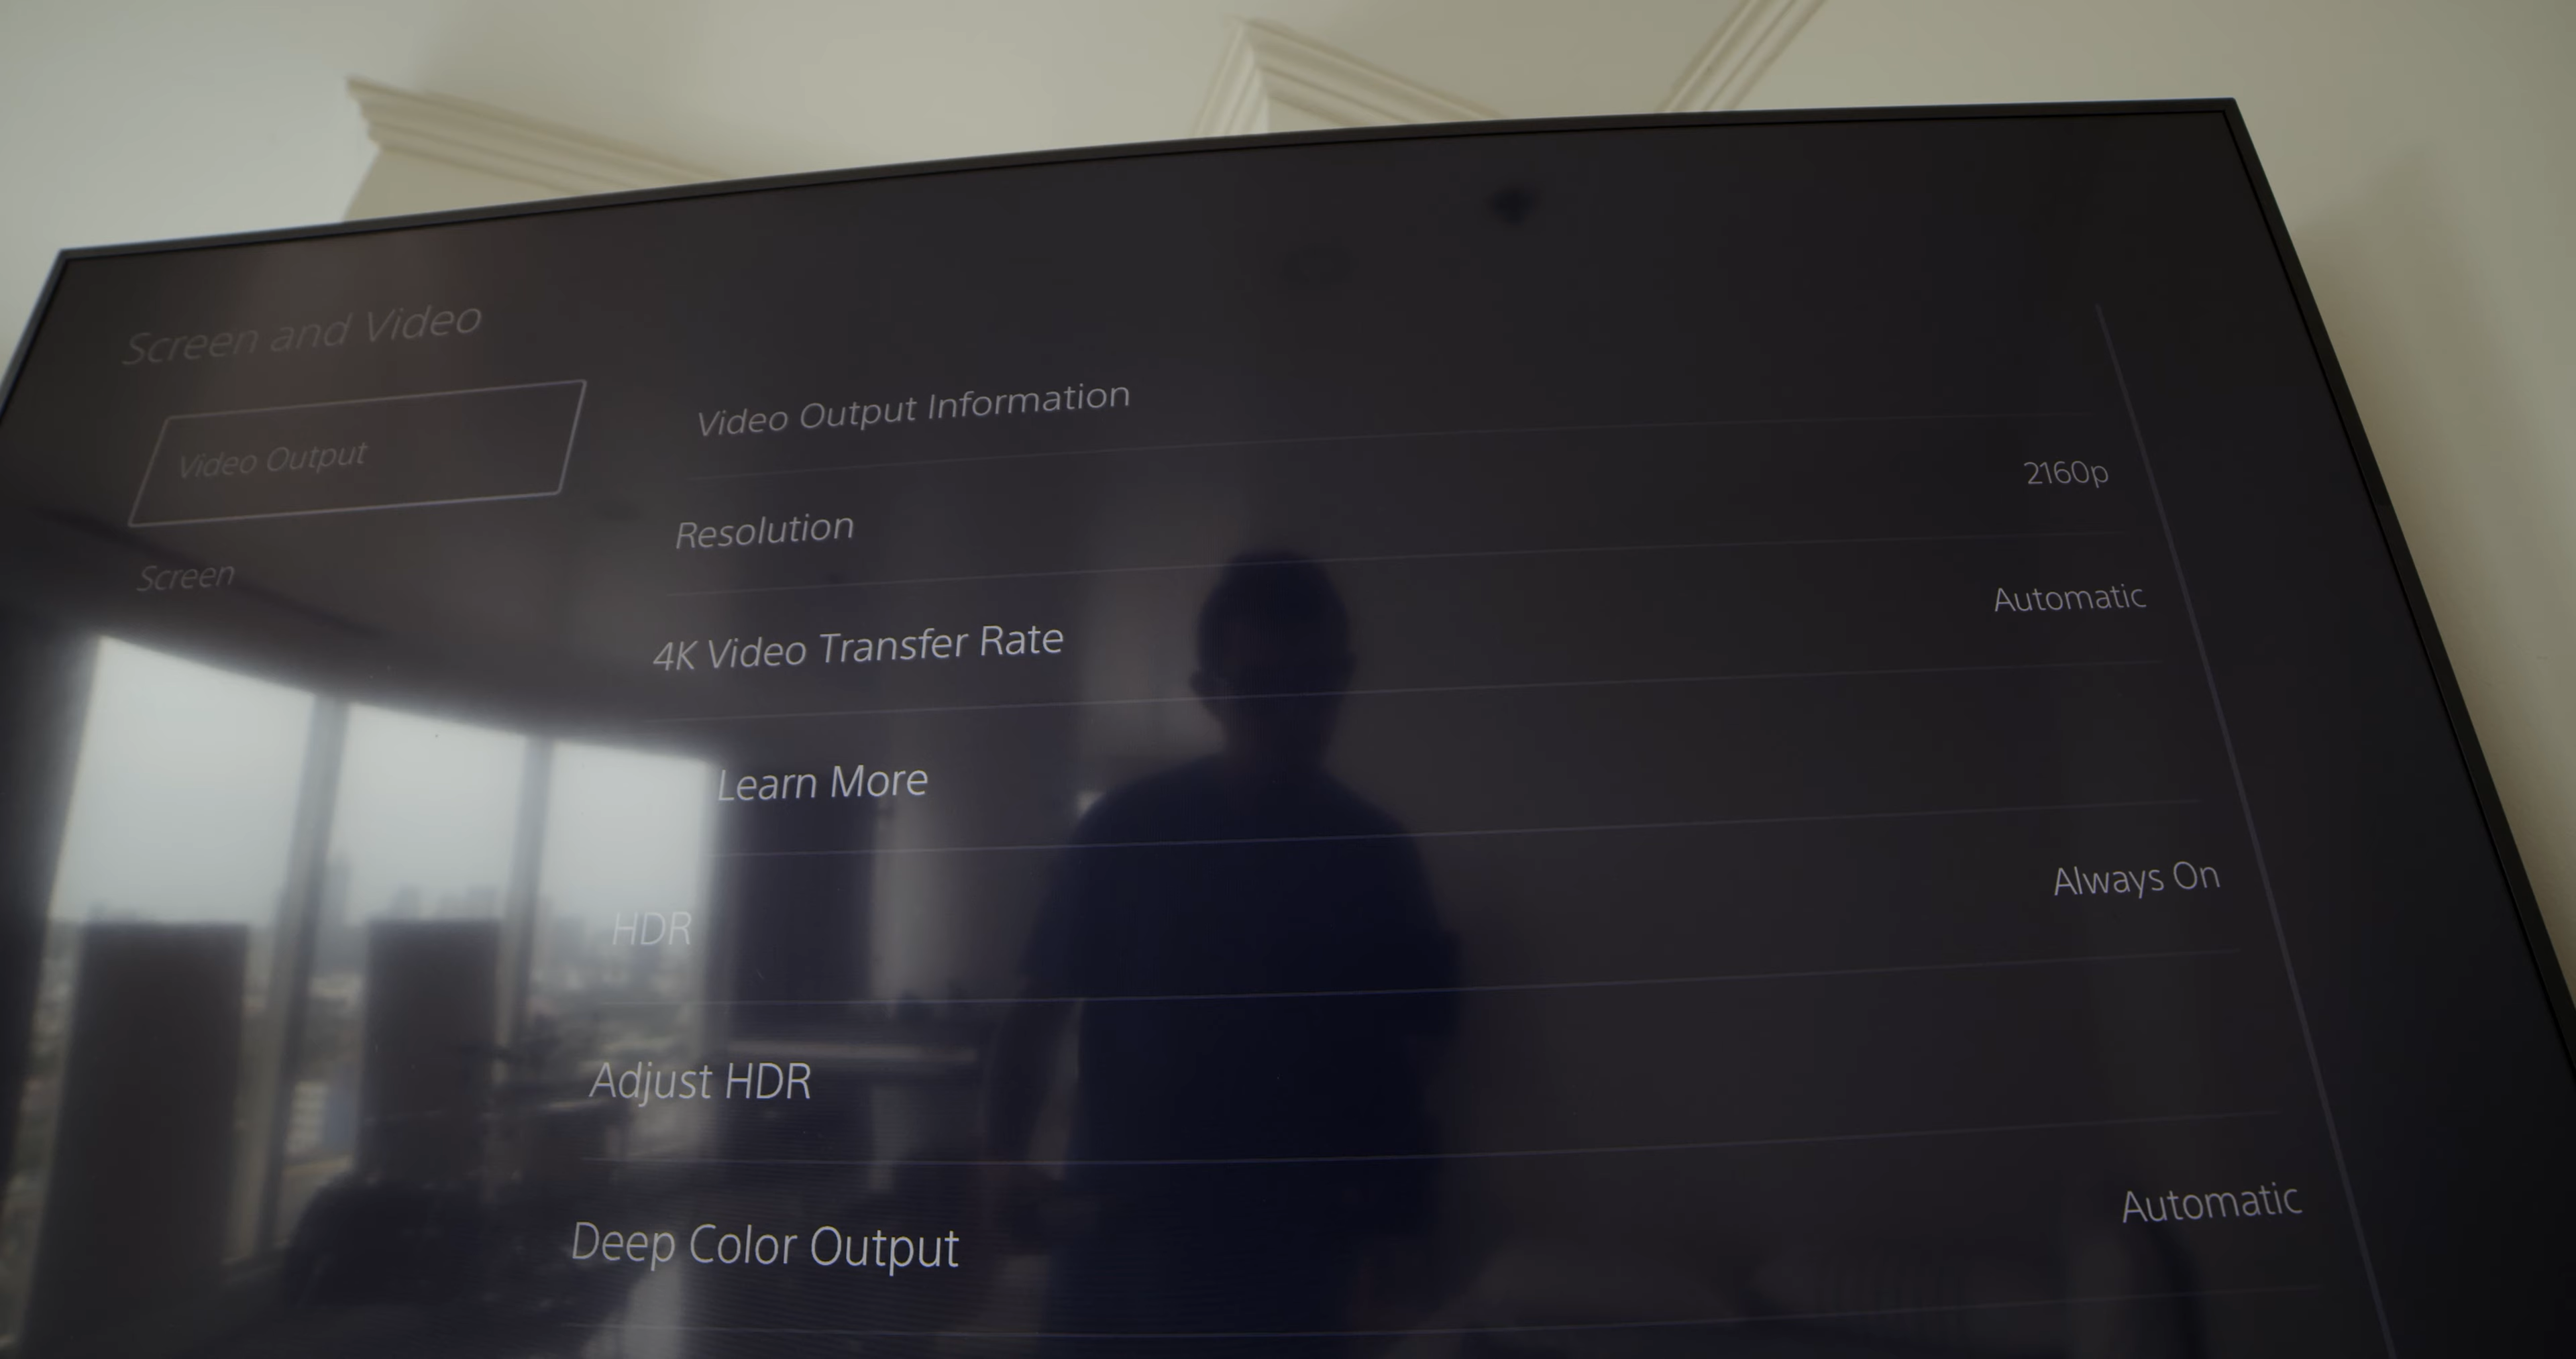 Screen and Video
Video Output
Screen
Video Output Information
Resolution 2160p
4K Video Transfer Rate Automatic
Learn More
HDR Always On
Adjust HDR
Deep Color Output Automatic